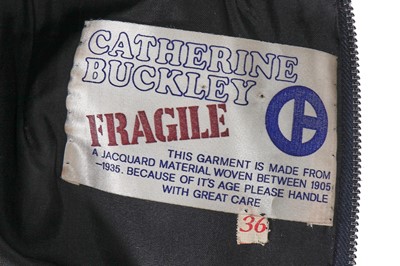 CATHERINE
BUCKLEY
FRAGILE
THIS GARMENT IS MADE FROM
A JACQUARD MATERIAL WOVEN BETWEEN 1905
—1935. BECAUSE OF IT'S AGE PLEASE HANDLE
WITH GREAT CARE
36